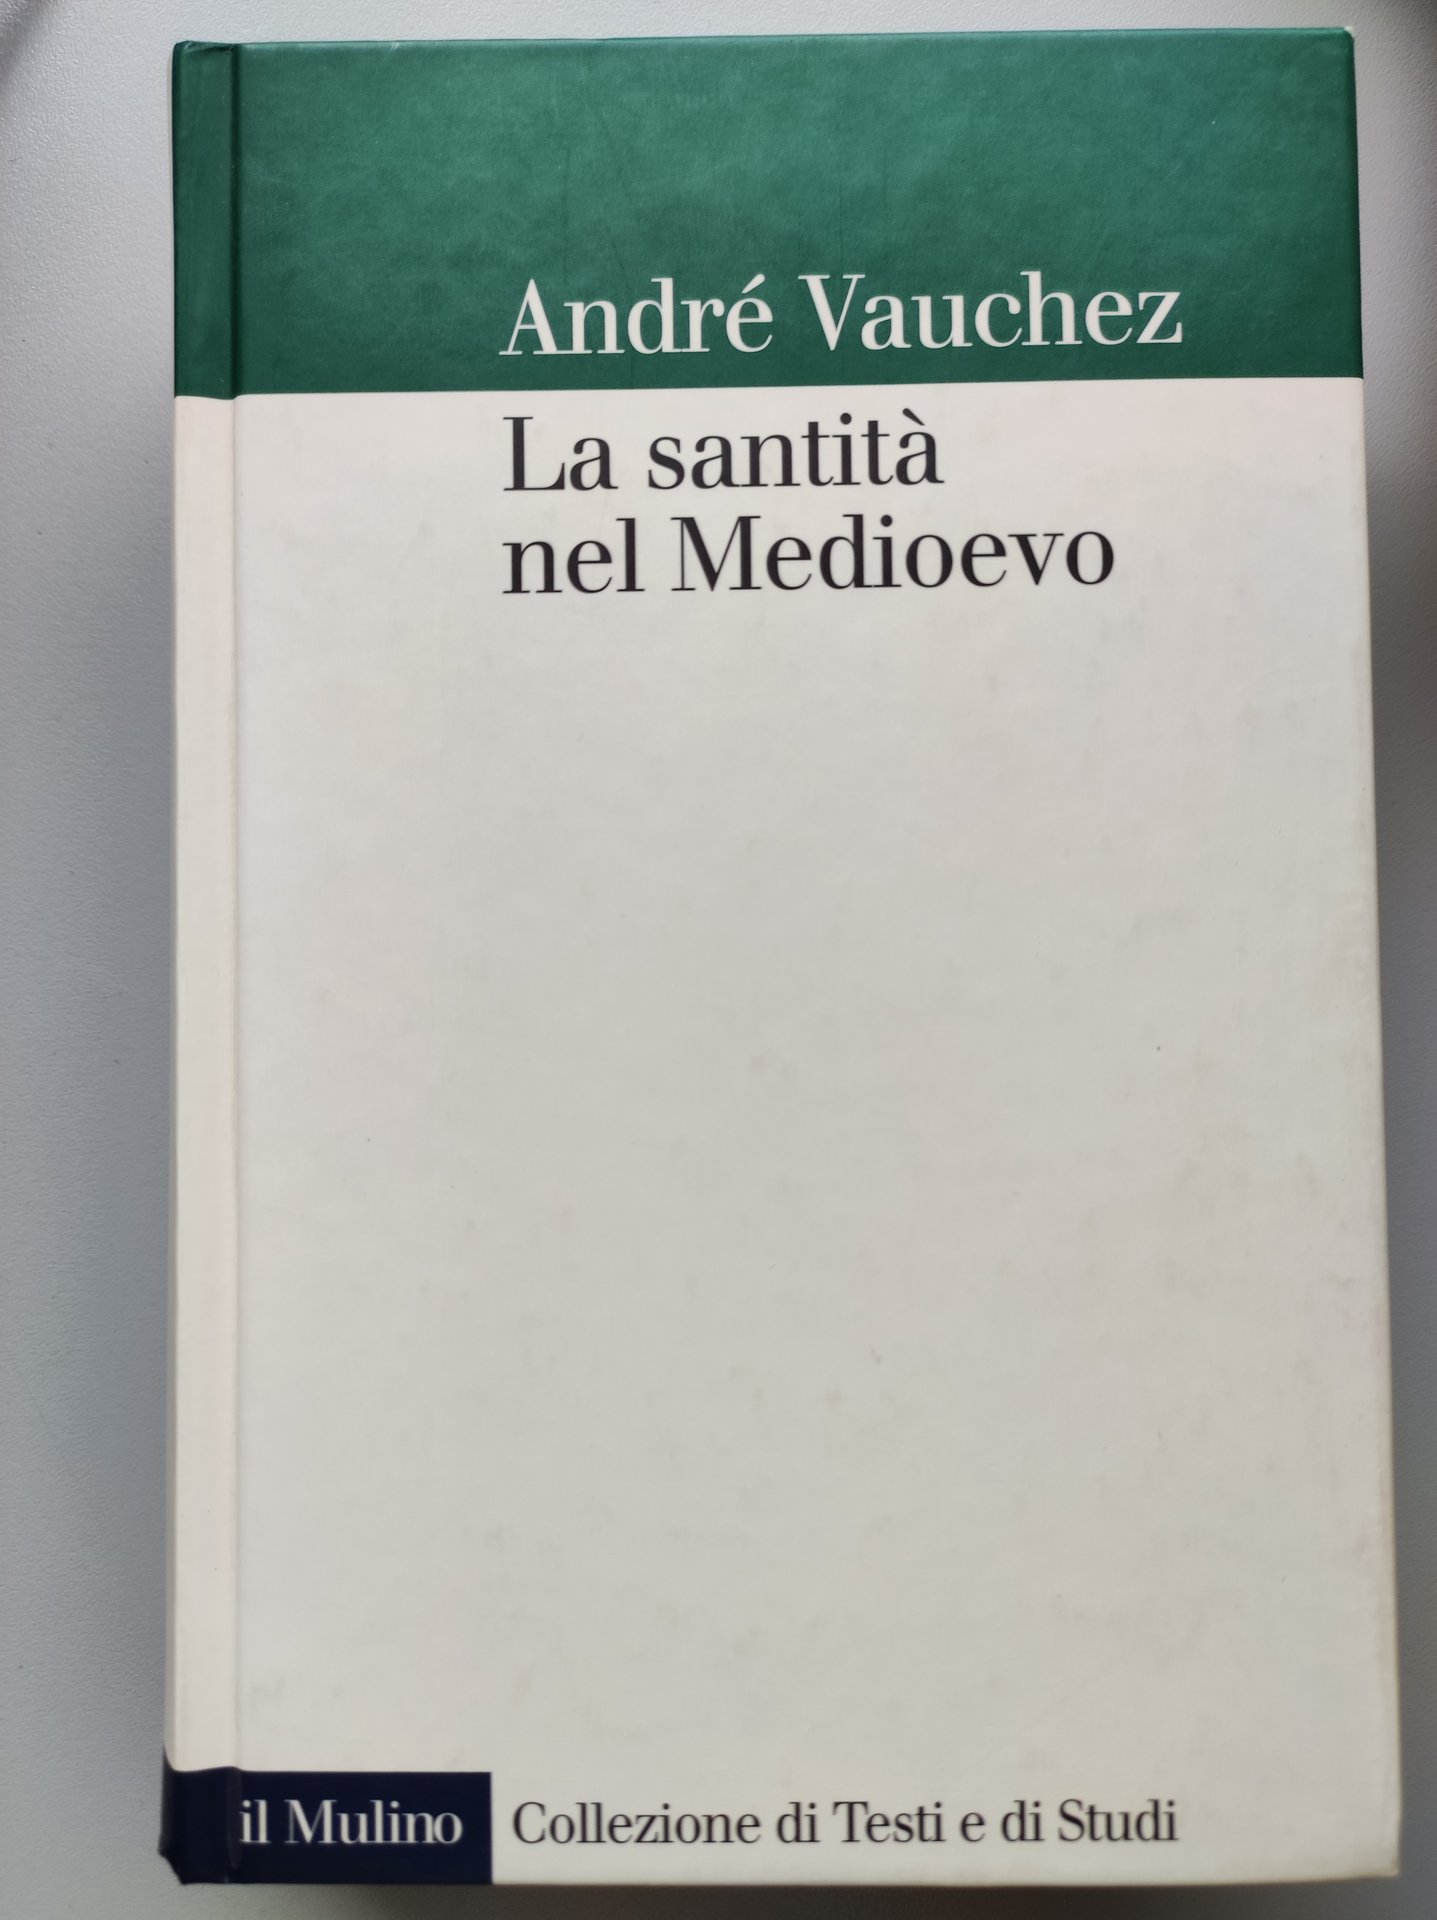 André Vauchez
La santità
nel Medioevo
il Mulino Collezione di Testi e di Studi